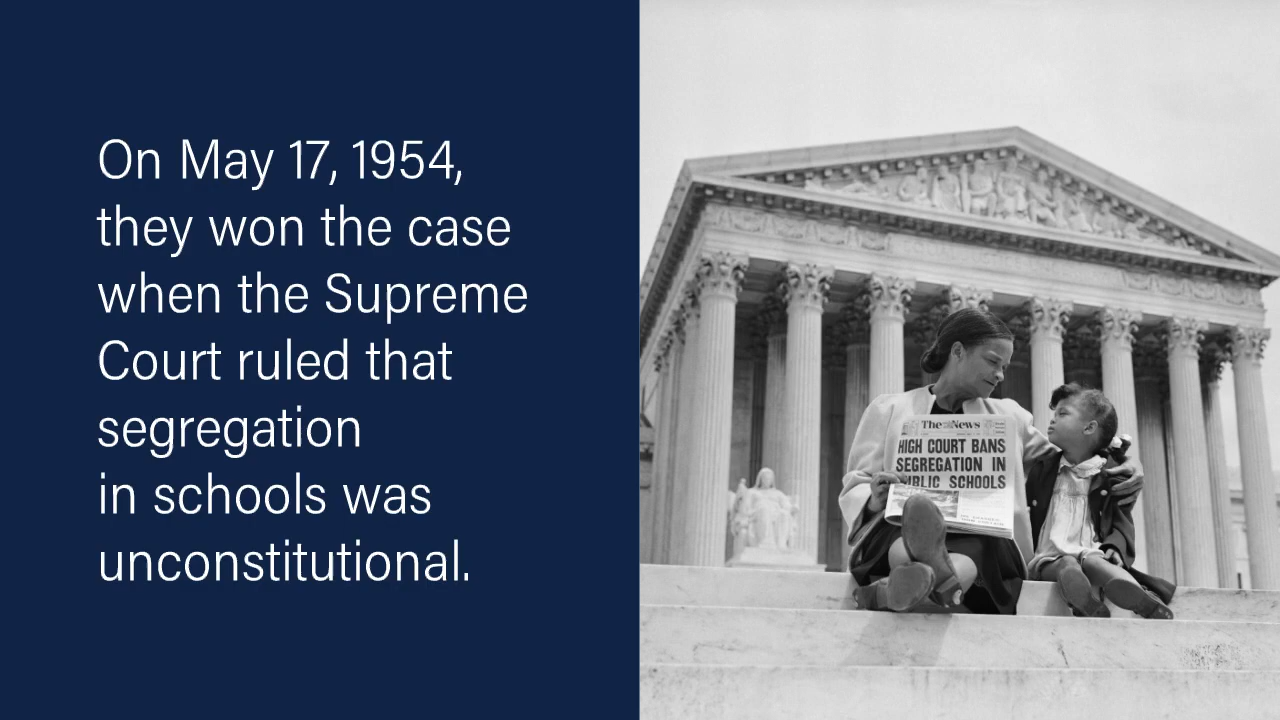 On May 17, 1954,
they won the case
when the Supreme
Court ruled that
segregation
in schools was
unconstitutional.
The News
HIGH COURT BANS
SEGREGATION IN
PUBLIC SCHOOLS